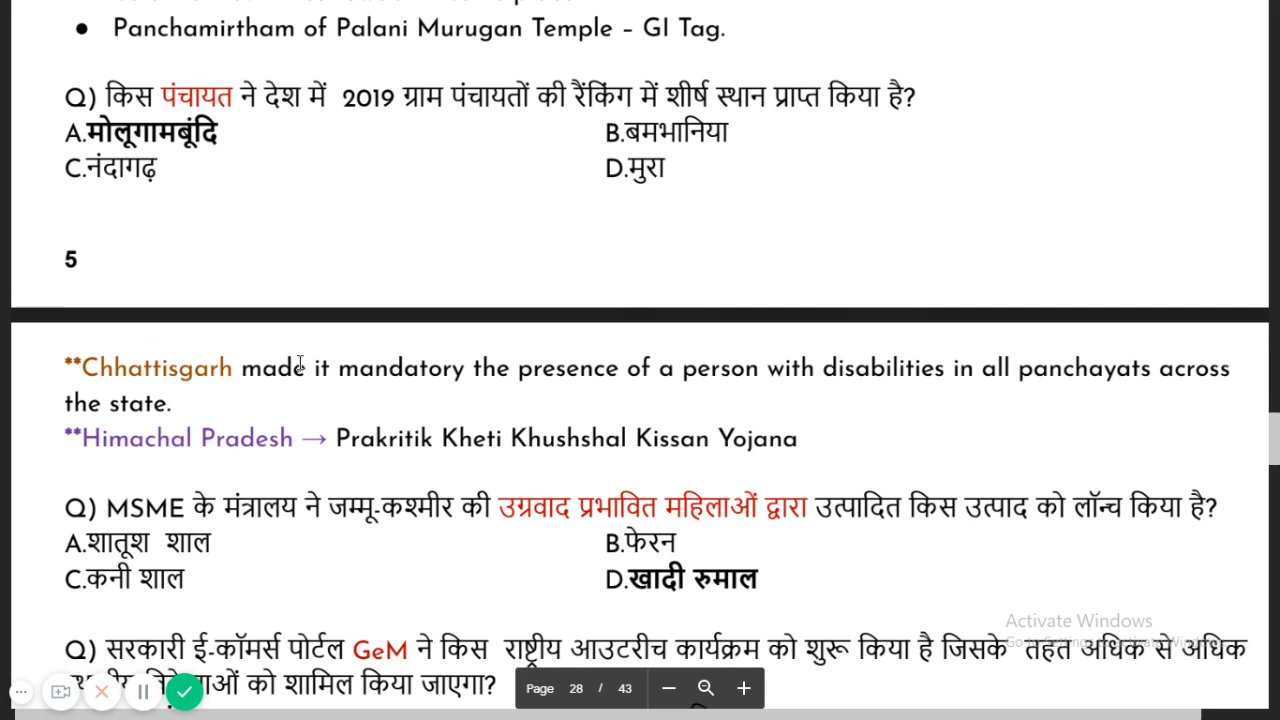 ● Panchamirtham of Palani Murugan Temple – GI Tag.
Q) किस पंचायत ने देश में 2019 ग्राम पंचायतों की रैंकिंग में शीर्ष स्थान प्राप्त किया है?
A.मोलूगामबूंदि B.बमभानिया
C.नंदागढ़ D.मुरा
5
**Chhattisgarh made it mandatory the presence of a person with disabilities in all panchayats across
the state.
**Himachal Pradesh → Prakritik Kheti Khushshal Kissan Yojana
Q) MSME के मंत्रालय ने जम्मू-कश्मीर की उग्रवाद प्रभावित महिलाओं द्वारा उत्पादित किस उत्पाद को लॉन्च किया है?
A.शातूश शाल B.फेरन
C.कनी शाल D.खादी रुमाल
Activate Windows
Q) सरकारी ई-कॉमर्स पोर्टल GeM ने किस राष्ट्रीय आउटरीच कार्यक्रम को शुरू किया है जिसके तहत अधिक से अधिक
को शामिल किया जाएगा?
Page 28 / 43